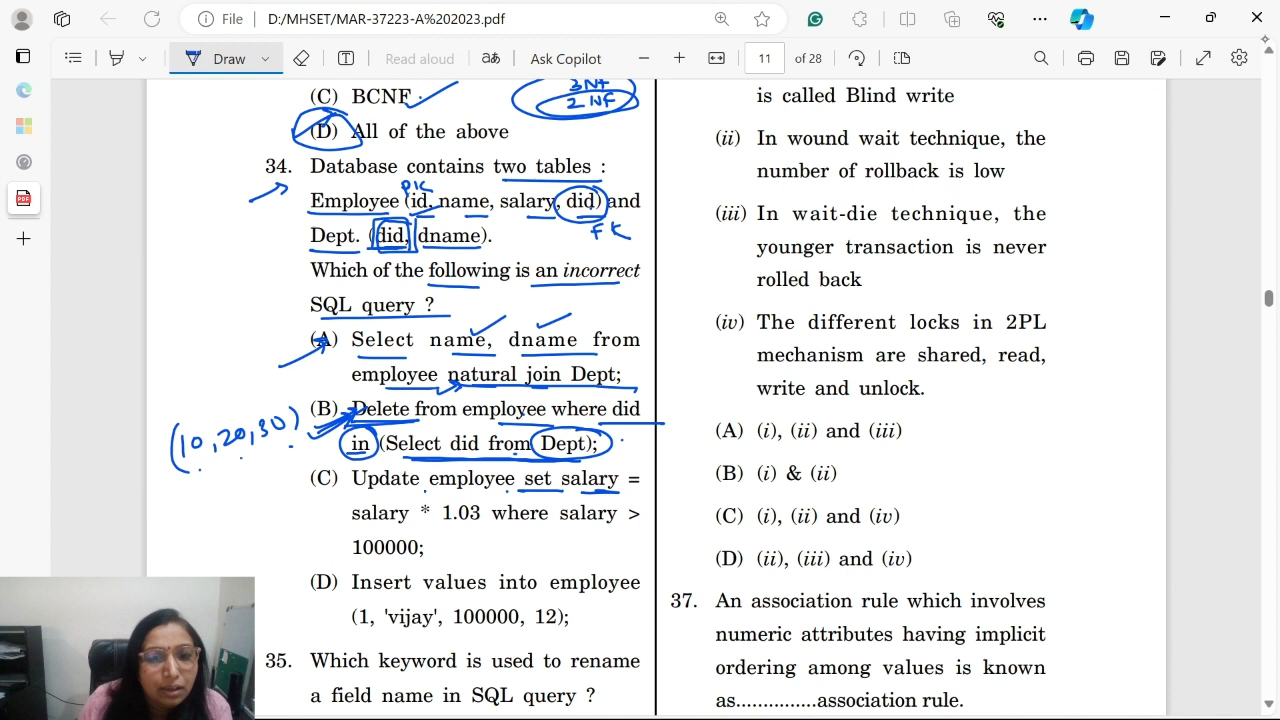 File
D:/MHSET/MAR-37223-A%202023.pdf
Draw
Read aloud
aあ
Ask Copilot
11
of 28
(C) BCNF
3NF
2NF
(D) All of the above
34. Database contains two tables :
PK
Employee (id, name, salary, did) and
FK
Dept. (did, dname).
Which of the following is an incorrect
SQL query ?
(A) Select name, dname from
employee natural join Dept;
(B) Delete from employee where did
in (Select did from Dept);
(10,20,30)
(C) Update employee set salary =
salary * 1.03 where salary >
100000;
(D) Insert values into employee
(1, 'vijay', 100000, 12);
35. Which keyword is used to rename
a field name in SQL query ?
is called Blind write
(ii) In wound wait technique, the
number of rollback is low
(iii) In wait-die technique, the
younger transaction is never
rolled back
(iv) The different locks in 2PL
mechanism are shared, read,
write and unlock.
(A) (i), (ii) and (iii)
(B) (i) & (ii)
(C) (i), (ii) and (iv)
(D) (ii), (iii) and (iv)
37. An association rule which involves
numeric attributes having implicit
ordering among values is known
as...............association rule.